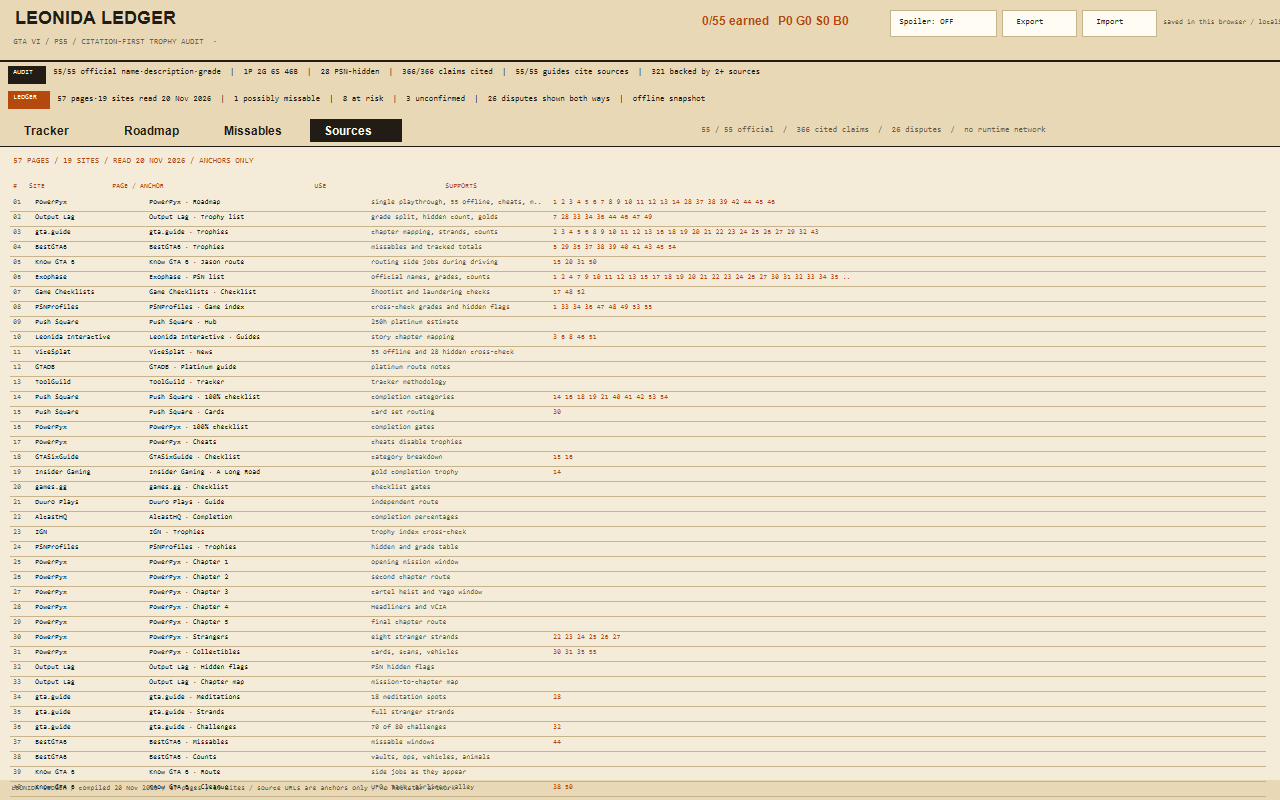 LEONIDA LEDGER
0/55 earned P0 G0 S0 B0
Spoiler: OFF
Export
Import
saved in this browser / local
GTA VI / PS5 / CITATION-FIRST TROPHY AUDIT -
AUDIT 55/55 official name-description-grade | 1P 2G 6S 46B | 28 PSN-hidden | 366/366 claims cited | 55/55 guides cite sources | 321 backed by 2+ sources
LEDGER 57 pages·19 sites read 20 Nov 2026 | 1 possibly missable | 8 at risk | 3 unconfirmed | 26 disputes shown both ways | offline snapshot
Tracker Roadmap Missables Sources 55 / 55 official / 366 cited claims / 26 disputes / no runtime network
57 PAGES / 19 SITES / READ 20 NOV 2026 / ANCHORS ONLY
# SITE PAGE / ANCHOR USE SUPPORTS
01 PowerPyx PowerPyx · Roadmap single playthrough, 55 offline, cheats, m.. 1 2 3 4 5 6 7 8 9 10 11 12 13 14 28 37 38 39 42 44 45 46
02 Output Lag Output Lag · Trophy list grade split, hidden count, golds 7 28 33 34 36 44 46 47 49
03 gta.guide gta.guide · Trophies chapter mapping, strands, counts 2 3 4 5 6 8 9 10 11 12 13 16 18 19 20 21 22 23 24 25 26 27 29 32 43
04 BestGTA6 BestGTA6 · Trophies missables and tracked totals 5 29 35 37 38 39 40 41 43 45 54
05 Know GTA 6 Know GTA 6 · Jason route routing side jobs during driving 15 20 31 50
06 Exophase Exophase · PSN list official names, grades, counts 1 2 4 7 9 10 11 12 13 15 17 18 19 20 21 22 23 24 26 27 30 31 32 33 34 35 ..
07 Game Checklists Game Checklists · Checklist Shootist and laundering checks 17 48 52
08 PSNProfiles PSNProfiles · Game index cross-check grades and hidden flags 1 33 34 36 47 48 49 53 55
09 Push Square Push Square · Hub 250h platinum estimate
10 Leonida Interactive Leonida Interactive · Guides story chapter mapping 3 6 8 46 51
11 ViceSplat ViceSplat · News 55 offline and 28 hidden cross-check
12 GTADB GTADB · Platinum guide platinum route notes
13 ToolGuild ToolGuild · Tracker tracker methodology
14 Push Square Push Square · 100% checklist completion categories 14 16 18 19 21 40 41 42 53 54
15 Push Square Push Square · Cards card set routing 30
16 PowerPyx PowerPyx · 100% checklist completion gates
17 PowerPyx PowerPyx · Cheats cheats disable trophies
18 GTASixGuide GTASixGuide · Checklist category breakdown 15 16
19 Insider Gaming Insider Gaming · A Long Road gold completion trophy 14
20 games.gg games.gg · Checklist checklist gates
21 Duuro Plays Duuro Plays · Guide independent route
22 AlcastHQ AlcastHQ · Completion completion percentages
23 IGN IGN · Trophies trophy index cross-check
24 PSNProfiles PSNProfiles · Trophies hidden and grade table
25 PowerPyx PowerPyx · Chapter 1 opening mission window
26 PowerPyx PowerPyx · Chapter 2 second chapter route
27 PowerPyx PowerPyx · Chapter 3 cartel heist and Yago window
28 PowerPyx PowerPyx · Chapter 4 Headliners and VCIA
29 PowerPyx PowerPyx · Chapter 5 final chapter route
30 PowerPyx PowerPyx · Strangers eight stranger strands 22 23 24 25 26 27
31 PowerPyx PowerPyx · Collectibles cards, scans, vehicles 30 31 35 55
32 Output Lag Output Lag · Hidden flags PSN hidden flags
33 Output Lag Output Lag · Chapter map mission-to-chapter map
34 gta.guide gta.guide · Meditations 18 meditation spots 28
35 gta.guide gta.guide · Strands full stranger strands
36 gta.guide gta.guide · Challenges 70 of 80 challenges 32
37 BestGTA6 BestGTA6 · Missables missable windows 44
38 BestGTA6 BestGTA6 · Counts vaults, ops, vehicles, animals
39 Know GTA 6 Know GTA 6 · Route side jobs as they appear
Know GTA 6 Know GTA 6 38 50
compiled 20 Nov sites / source URLs are anchors only